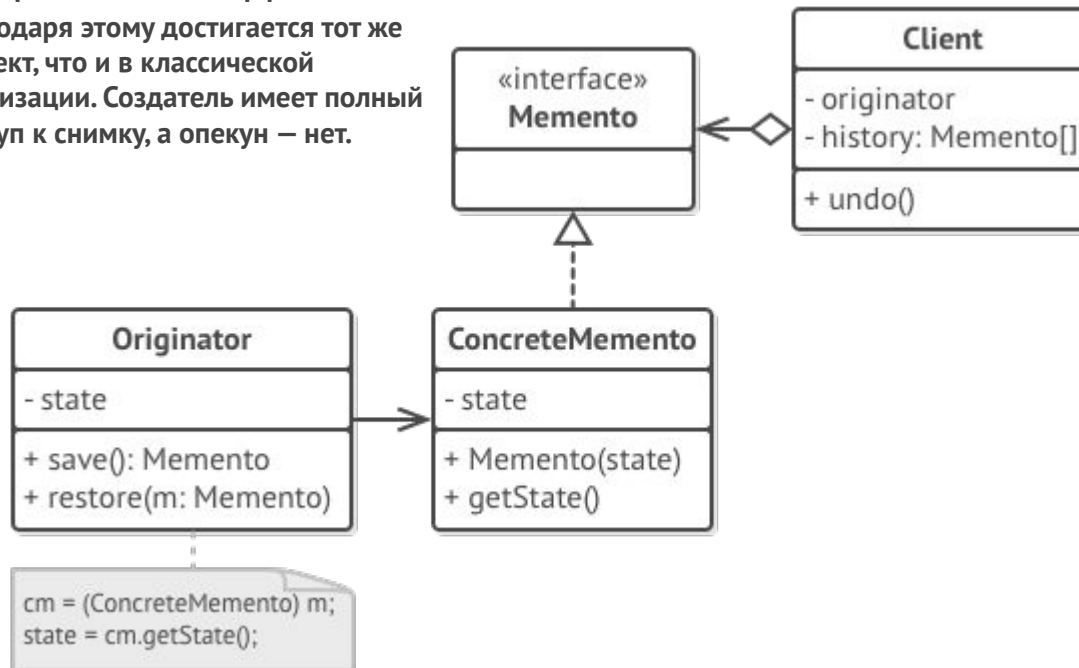 одаря этому достигается тот же
ект, что и в классической
изации. Создатель имеет полный
уп к снимку, а опекун — нет.
«interface»
Memento
Client
- originator
- history: Memento[]
+ undo()
Originator
- state
+ save(): Memento
+ restore(m: Memento)
ConcreteMemento
- state
+ Memento(state)
+ getState()
cm = (ConcreteMemento) m;
state = cm.getState();